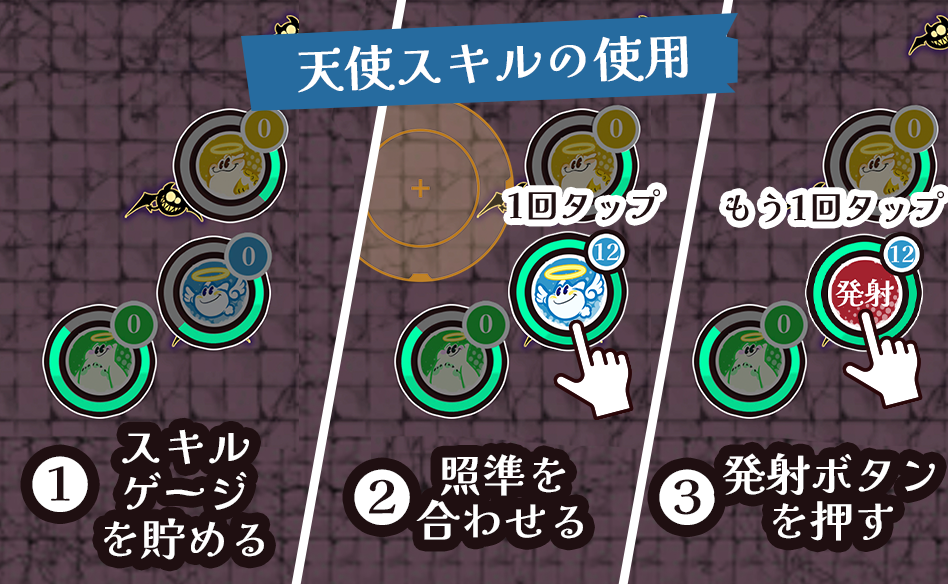 天使スキルの使用
0
0
0
① スキル
ゲージ
を貯める
0
1回タップ
12
0
② 照準を
合わせる
0
もう1回タップ
12
発射
0
③ 発射ボタン
を押す